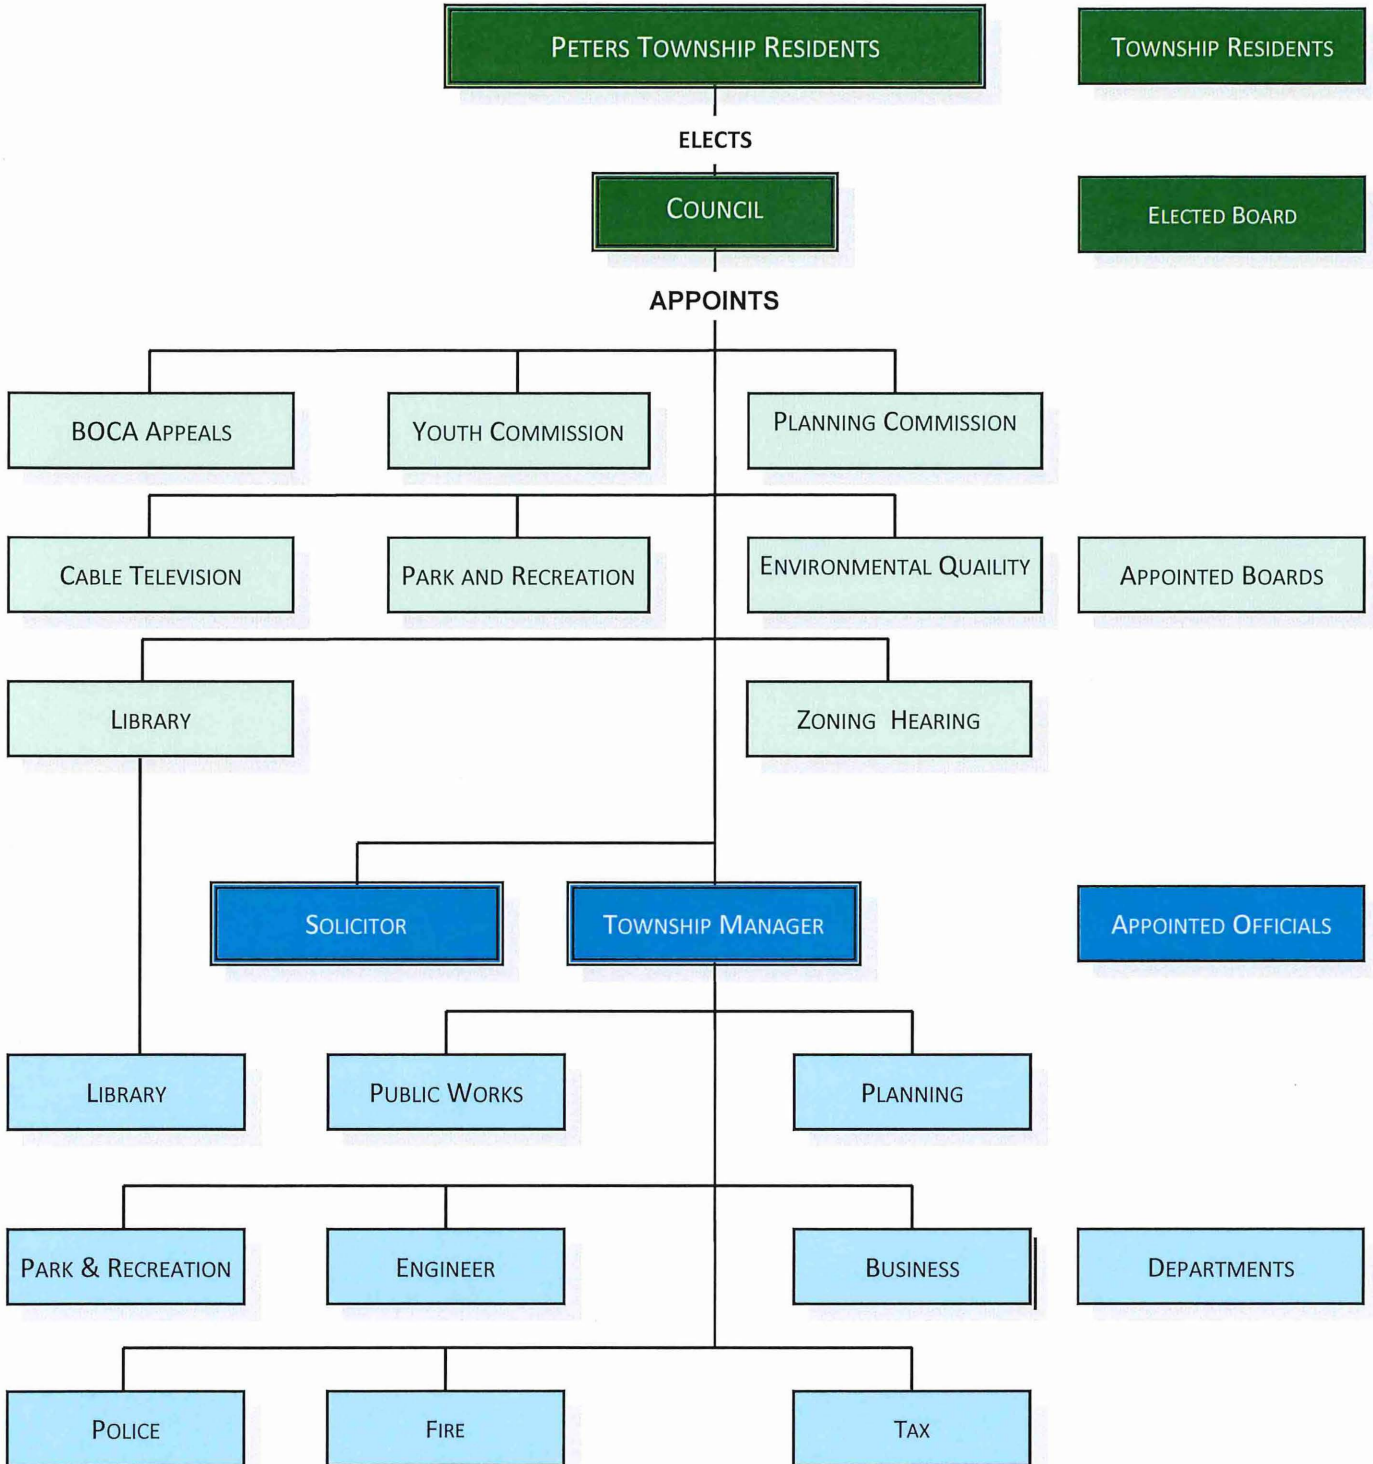 PETERS TOWNSHIP RESIDENTS
TOWNSHIP RESIDENTS
ELECTS
COUNCIL
ELECTED BOARD
APPOINTS
BOCA APPEALS
YOUTH COMMISSION
PLANNING COMMISSION
CABLE TELEVISION
PARK AND RECREATION
ENVIRONMENTAL QUAILITY
APPOINTED BOARDS
LIBRARY
ZONING HEARING
SOLICITOR
TOWNSHIP MANAGER
APPOINTED OFFICIALS
LIBRARY
PUBLIC WORKS
PLANNING
PARK & RECREATION
ENGINEER
BUSINESS
DEPARTMENTS
POLICE
FIRE
TAX